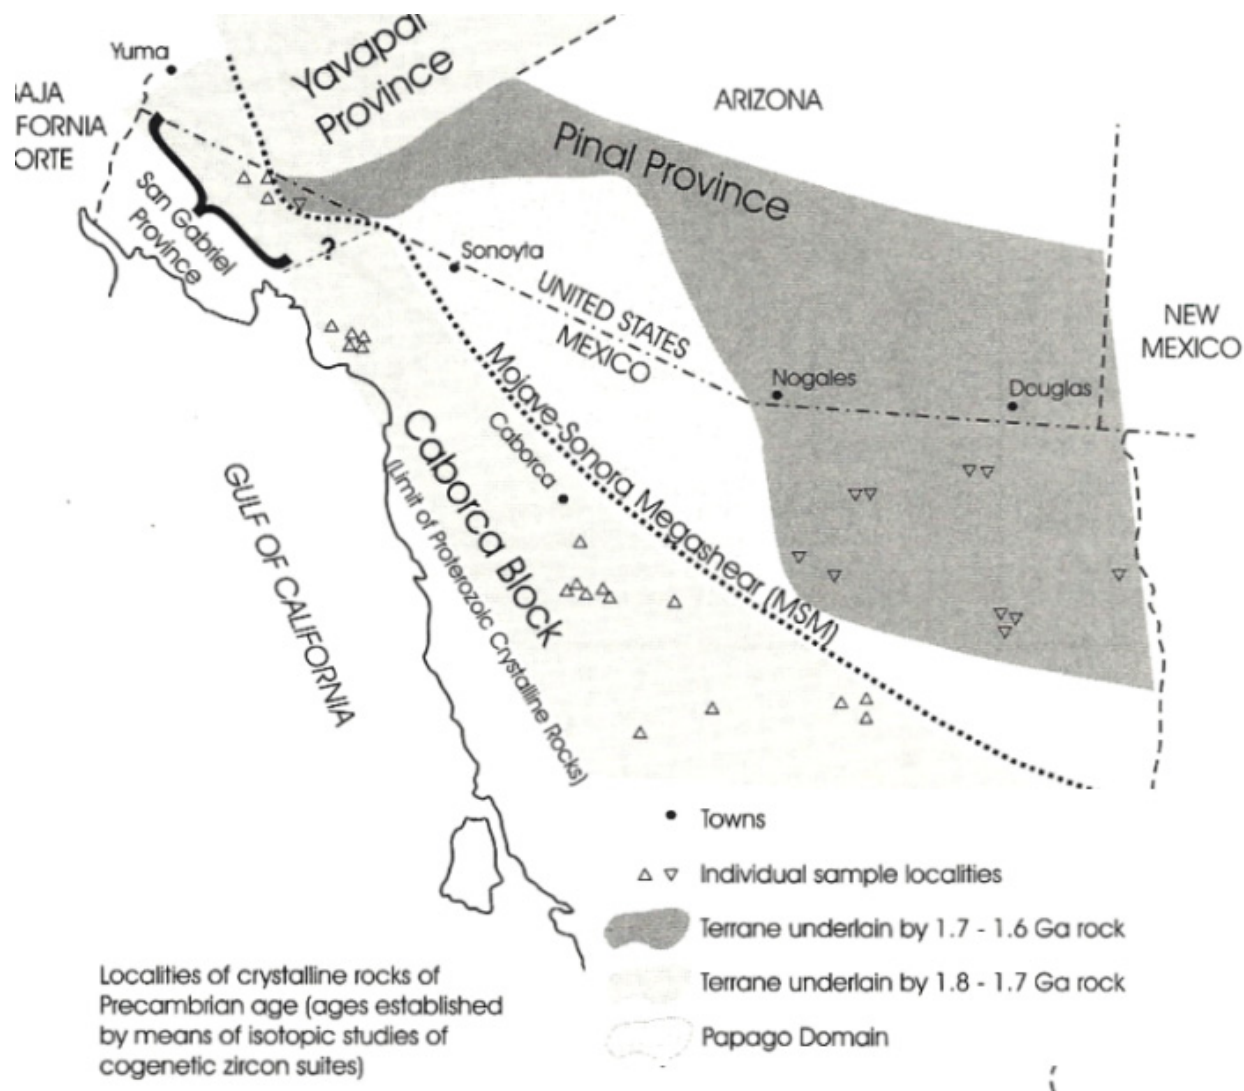 Yuma
Yavapai
Province
AJA
FORNIA
ORTE
ARIZONA
Pinal Province
San Gabriel
Province
?
Sonoyta
UNITED STATES
MEXICO
NEW
MEXICO
Nogales
Douglas
Mojave-Sonora Megashear (MSM)
Caborca
Caborca Block
(Limit of Proterozoic Crystalline Rocks)
GULF OF CALIFORNIA
Towns
Individual sample localities
Terrane underlain by 1.7 - 1.6 Ga rock
Terrane underlain by 1.8 - 1.7 Ga rock
Papago Domain
Localities of crystalline rocks of
Precambrian age (ages established
by means of isotopic studies of
cogenetic zircon suites)